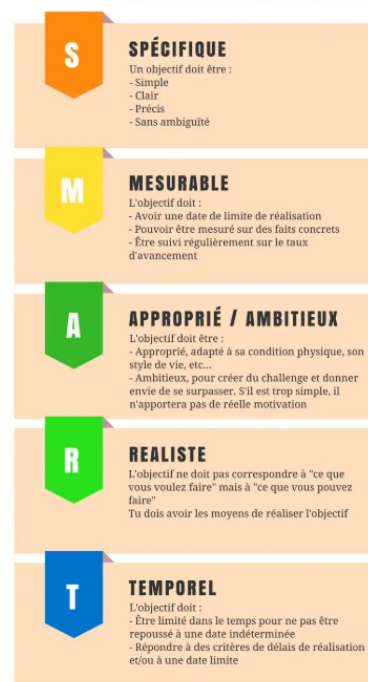 S
SPÉCIFIQUE
Un objectif doit être :
- Simple
- Clair
- Précis
- Sans ambiguïté
M
MESURABLE
L'objectif doit :
- Avoir une date de limite de réalisation
- Pouvoir être mesuré sur des faits concrets
- Être suivi régulièrement sur le taux
d'avancement
A
APPROPRIÉ / AMBITIEUX
L'objectif doit être :
- Approprié, adapté à sa condition physique, son
style de vie, etc...
- Ambitieux, pour créer du challenge et donner
envie de se surpasser. S'il est trop simple, il
n'apportera pas de réelle motivation
R
REALISTE
L'objectif ne doit pas correspondre à "ce que
vous voulez faire" mais à "ce que vous pouvez
faire"
Tu dois avoir les moyens de réaliser l'objectif
T
TEMPOREL
L'objectif doit :
- Être limité dans le temps pour ne pas être
repoussé à une date indéterminée
- Répondre à des critères de délais de réalisation
et/ou à une date limite